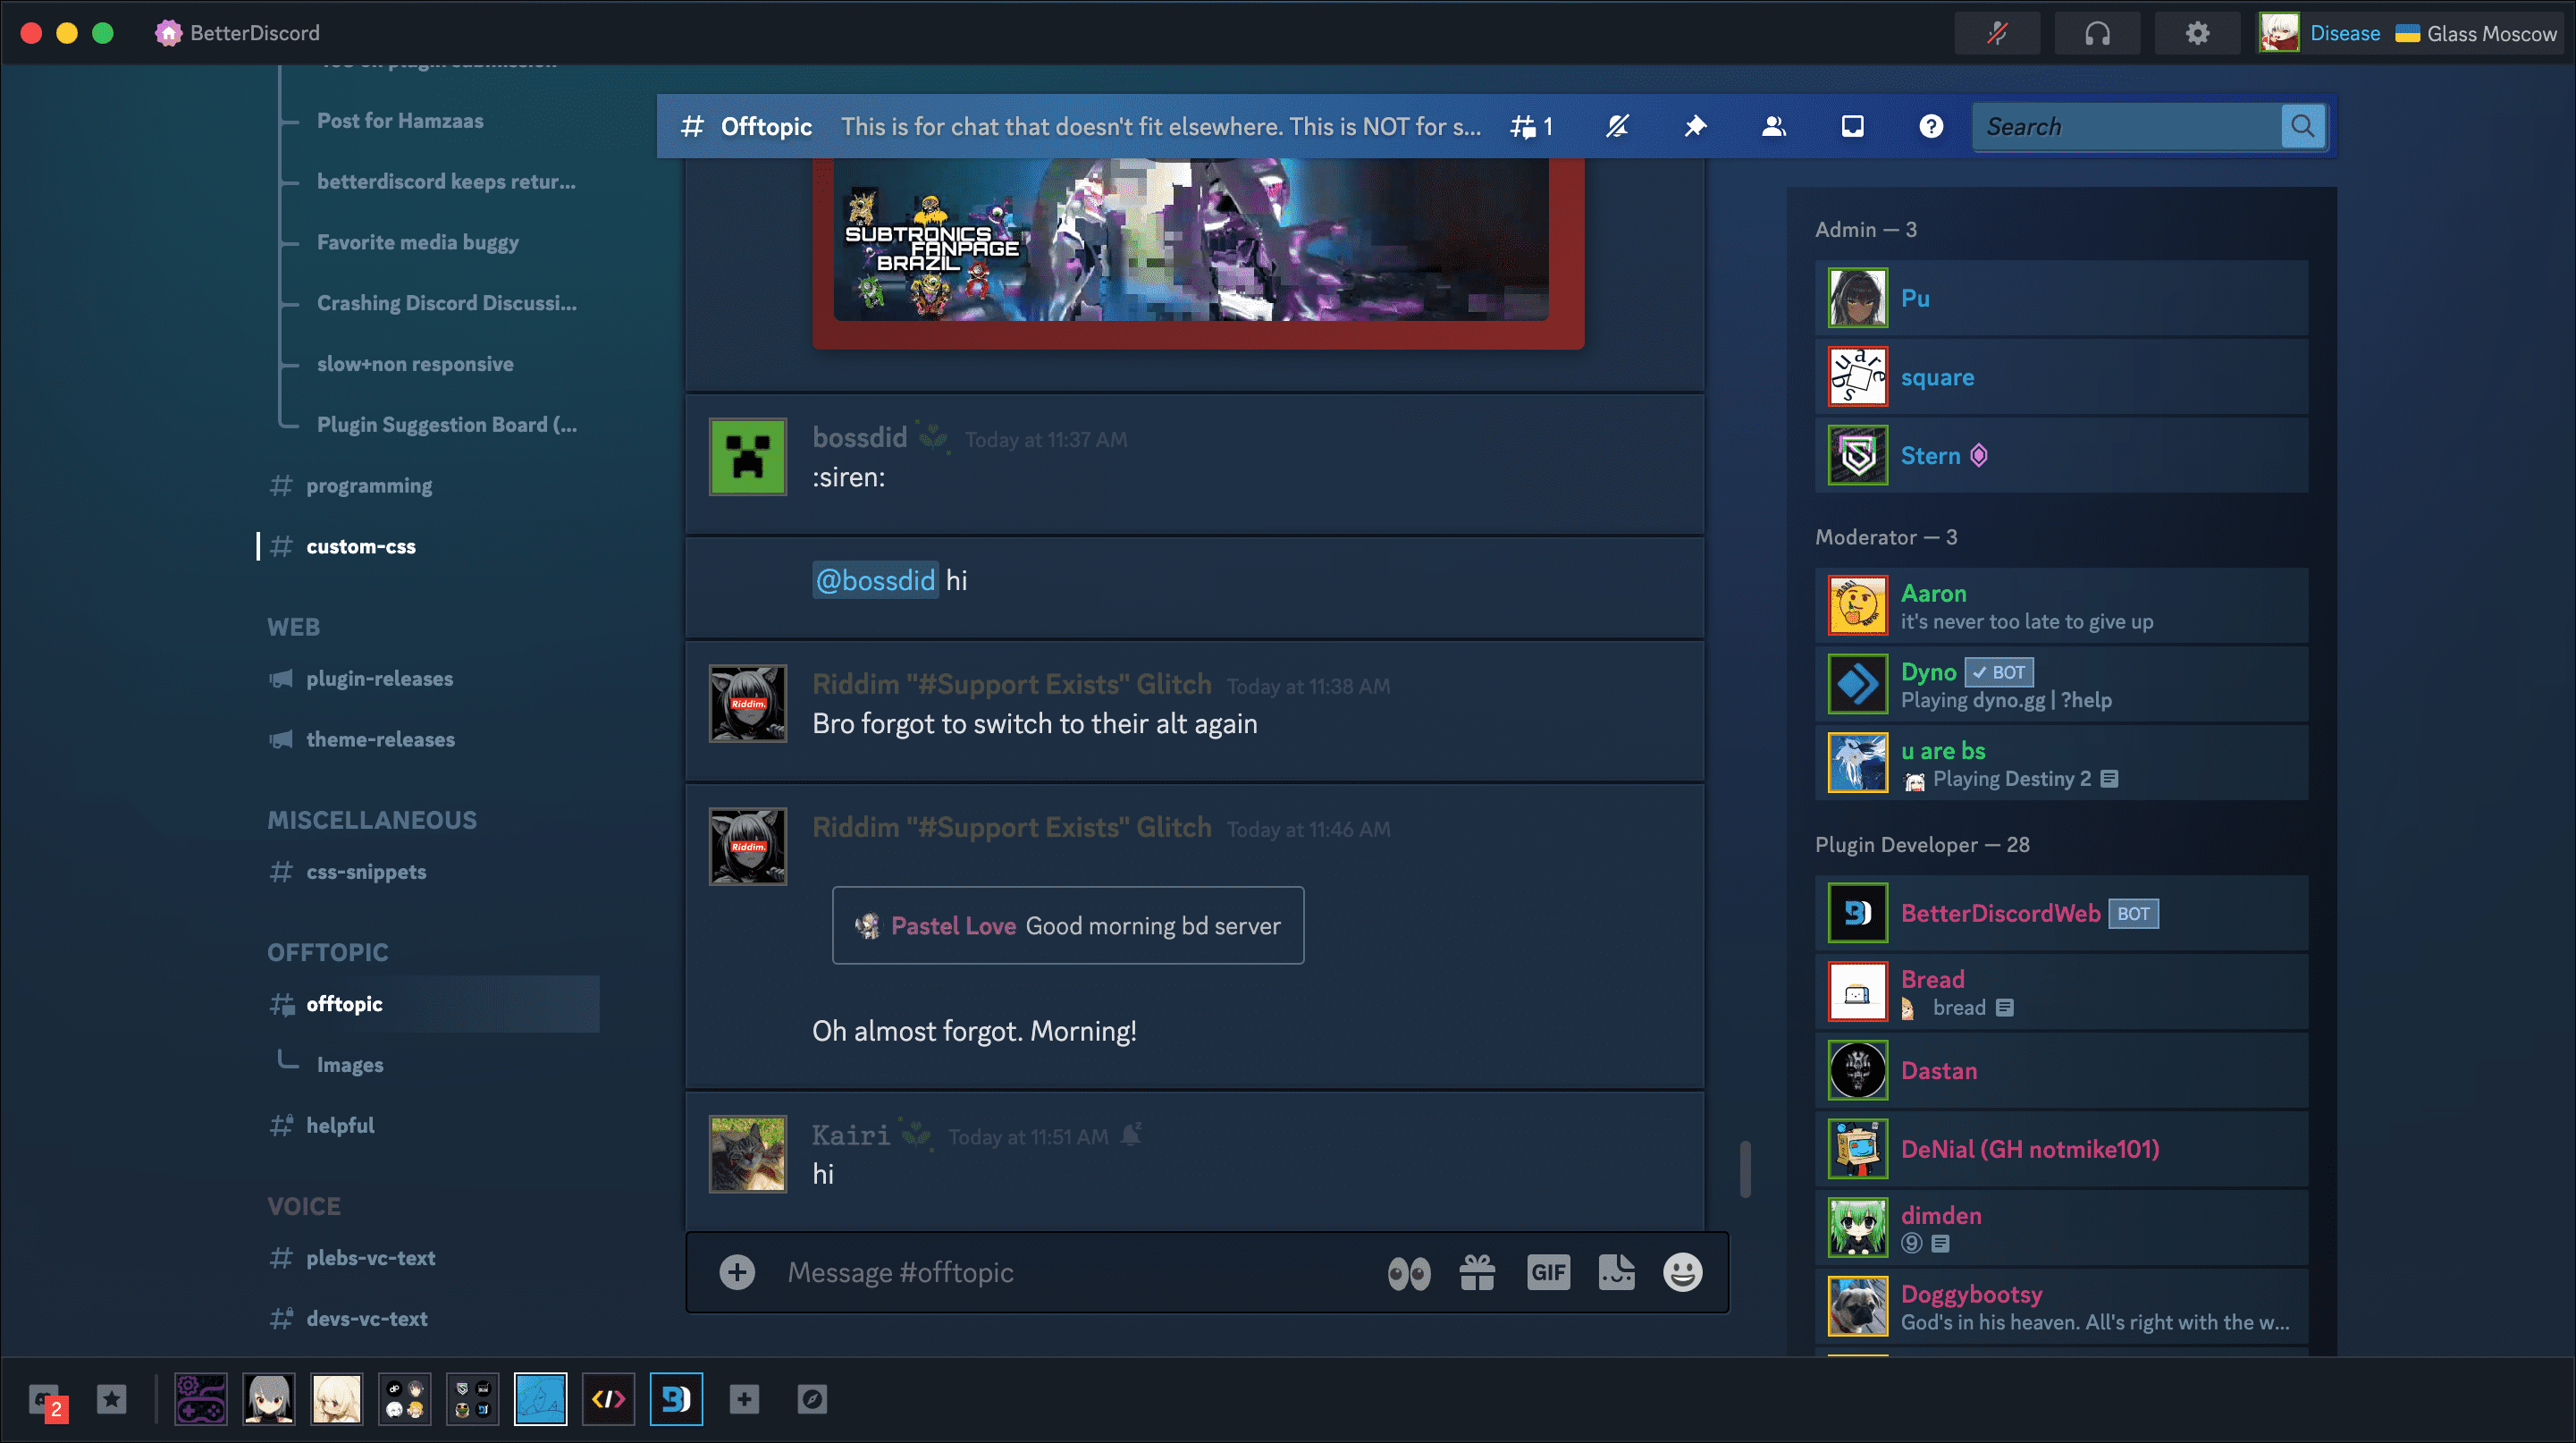 BetterDiscord
Disease
Glass Moscow
Post for Hamzaas
betterdiscord keeps retur...
Favorite media buggy
Crashing Discord Discussi...
slow+non responsive
Plugin Suggestion Board (...
programming
custom-css
WEB
plugin-releases
theme-releases
MISCELLANEOUS
css-snippets
OFFTOPIC
offtopic
Images
helpful
VOICE
plebs-vc-text
devs-vc-text
Offtopic This is for chat that doesn't fit elsewhere. This is NOT for s... 1
Search
SUBTRONICS
FANPAGE
BRAZIL
bossdid Today at 11:37 AM
:siren:
@bossdid hi
Riddim.
Riddim "#Support Exists" Glitch Today at 11:38 AM
Bro forgot to switch to their alt again
Riddim.
Riddim "#Support Exists" Glitch Today at 11:46 AM
Pastel Love Good morning bd server
Oh almost forgot. Morning!
Kairi Today at 11:51 AM
hi
Message #offtopic
GIF
Admin — 3
Pu
square
square
Stern
Moderator — 3
Aaron
it's never too late to give up
Dyno BOT
Playing dyno.gg | ?help
u are bs
Playing Destiny 2
Plugin Developer — 28
BetterDiscordWeb BOT
Bread
bread
Dastan
DeNial (GH notmike101)
dimden
⑨
Doggybootsy
God's in his heaven. All's right with the w...
2